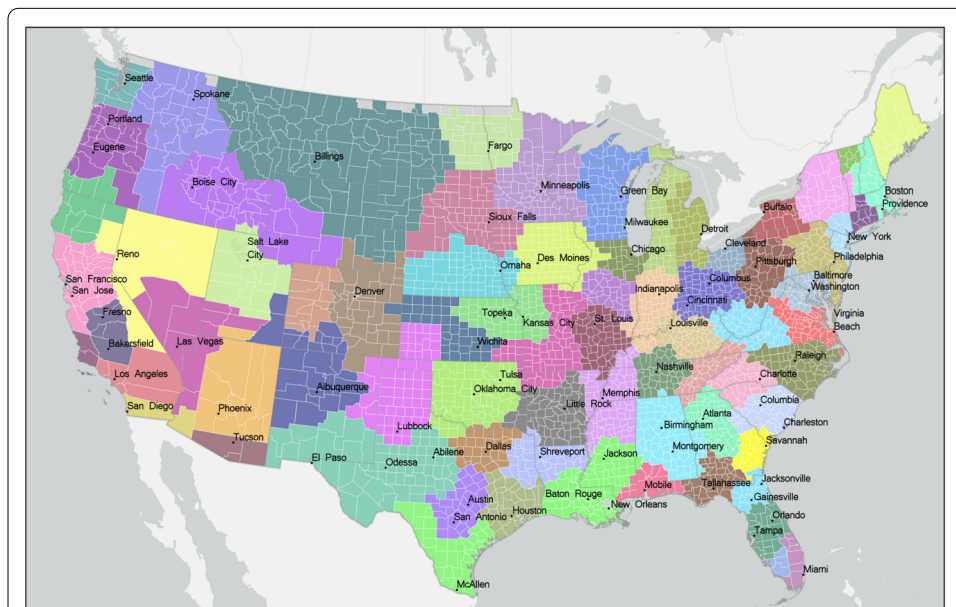 Seattle
Spokane
Portland
Eugene
Billings
Fargo
Boise City
Minneapolis
Green Bay
Boston
Providence
Buffalo
Sioux Falls
Milwaukee
Detroit
New York
Salt Lake
City
Reno
Omaha
Des Moines
Chicago
Cleveland
Pittsburgh
Philadelphia
San Francisco
San Jose
Denver
Indianapolis
Columbus
Cincinnati
Baltimore
Washington
Fresno
Topeka
Kansas City
St. Louis
Louisville
Virginia
Beach
Bakersfield
Las Vegas
Wichita
Raleigh
Los Angeles
Albuquerque
Tulsa
Oklahoma City
Nashville
Charlotte
San Diego
Phoenix
Little Rock
Memphis
Columbia
Lubbock
Birmingham
Atlanta
Charleston
Tucson
El Paso
Odessa
Abilene
Dallas
Shreveport
Jackson
Montgomery
Savannah
Austin
San Antonio
Houston
Baton Rouge
New Orleans
Mobile
Tallahassee
Jacksonville
Gainesville
Orlando
Tampa
McAllen
Miami